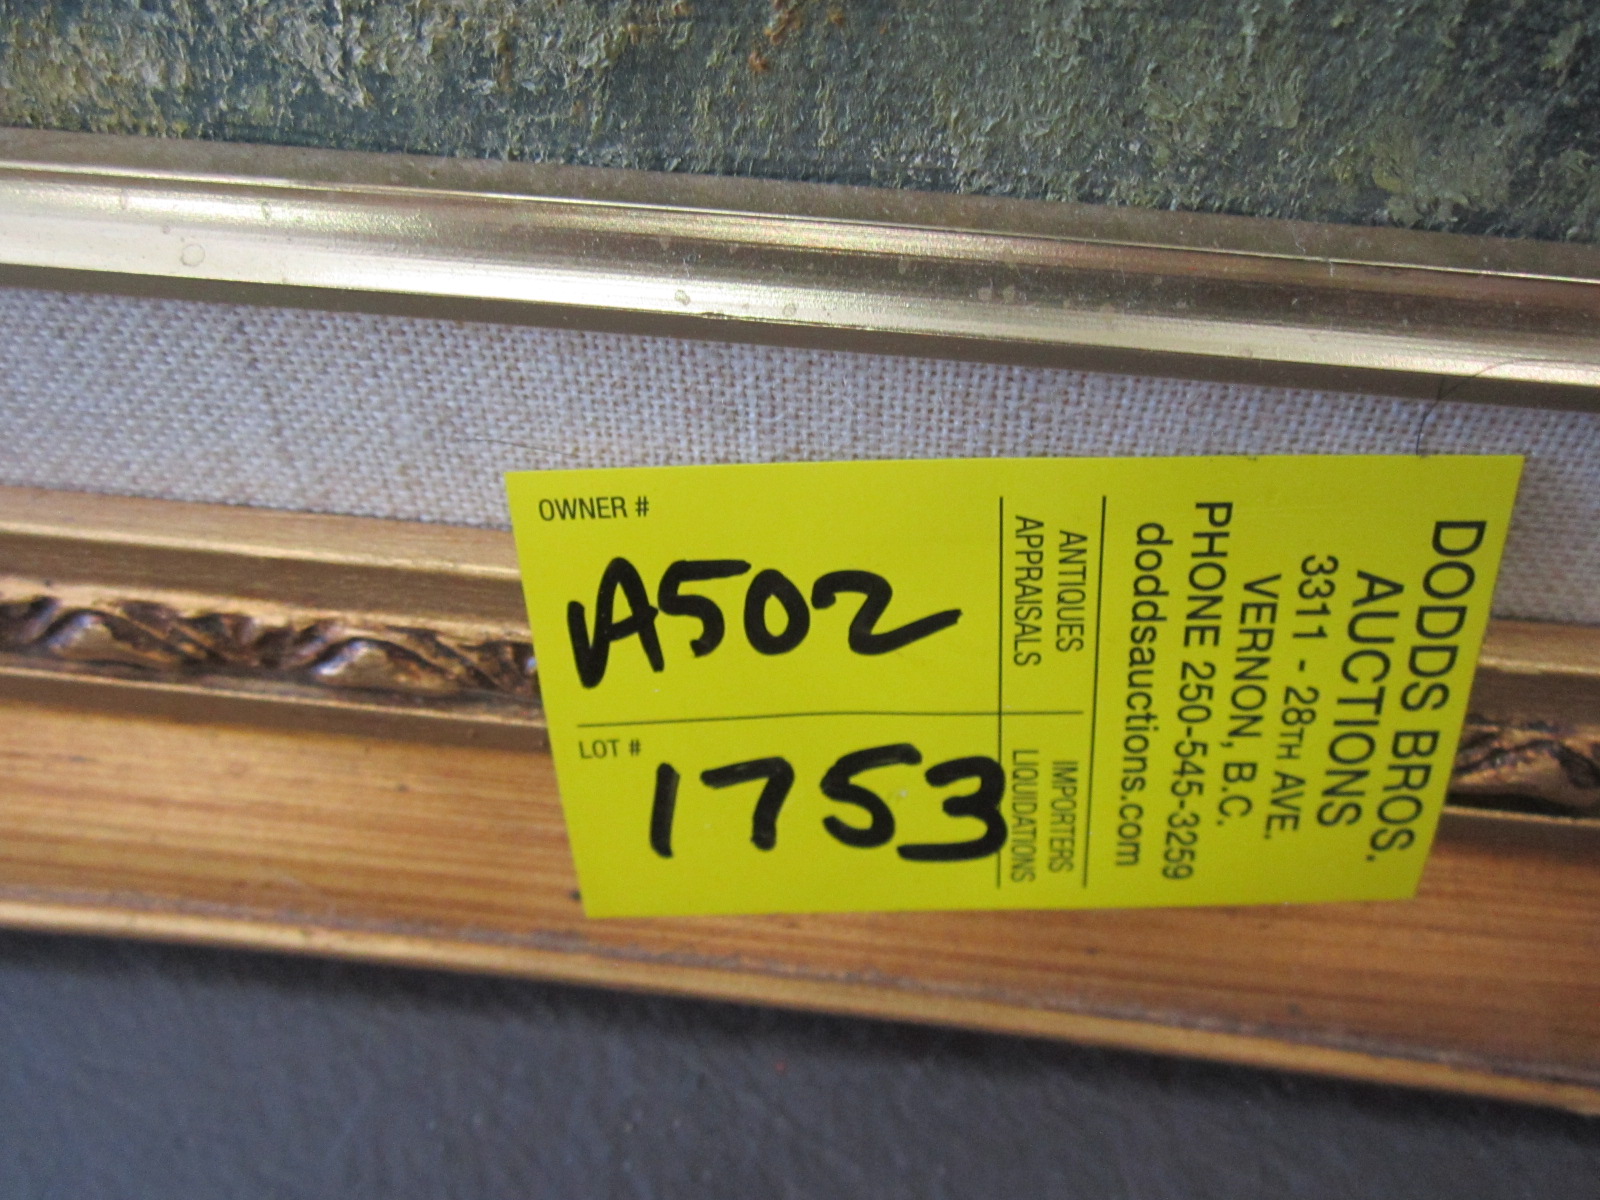 OWNER #
A502
LOT #
1753
ANTIQUES
APPRAISALS
IMPORTERS
LIQUIDATIONS
DODDS BROS.
AUCTIONS
3311 - 28TH AVE.
VERNON, B.C.
PHONE 250-545-3259
doddsauctions.com